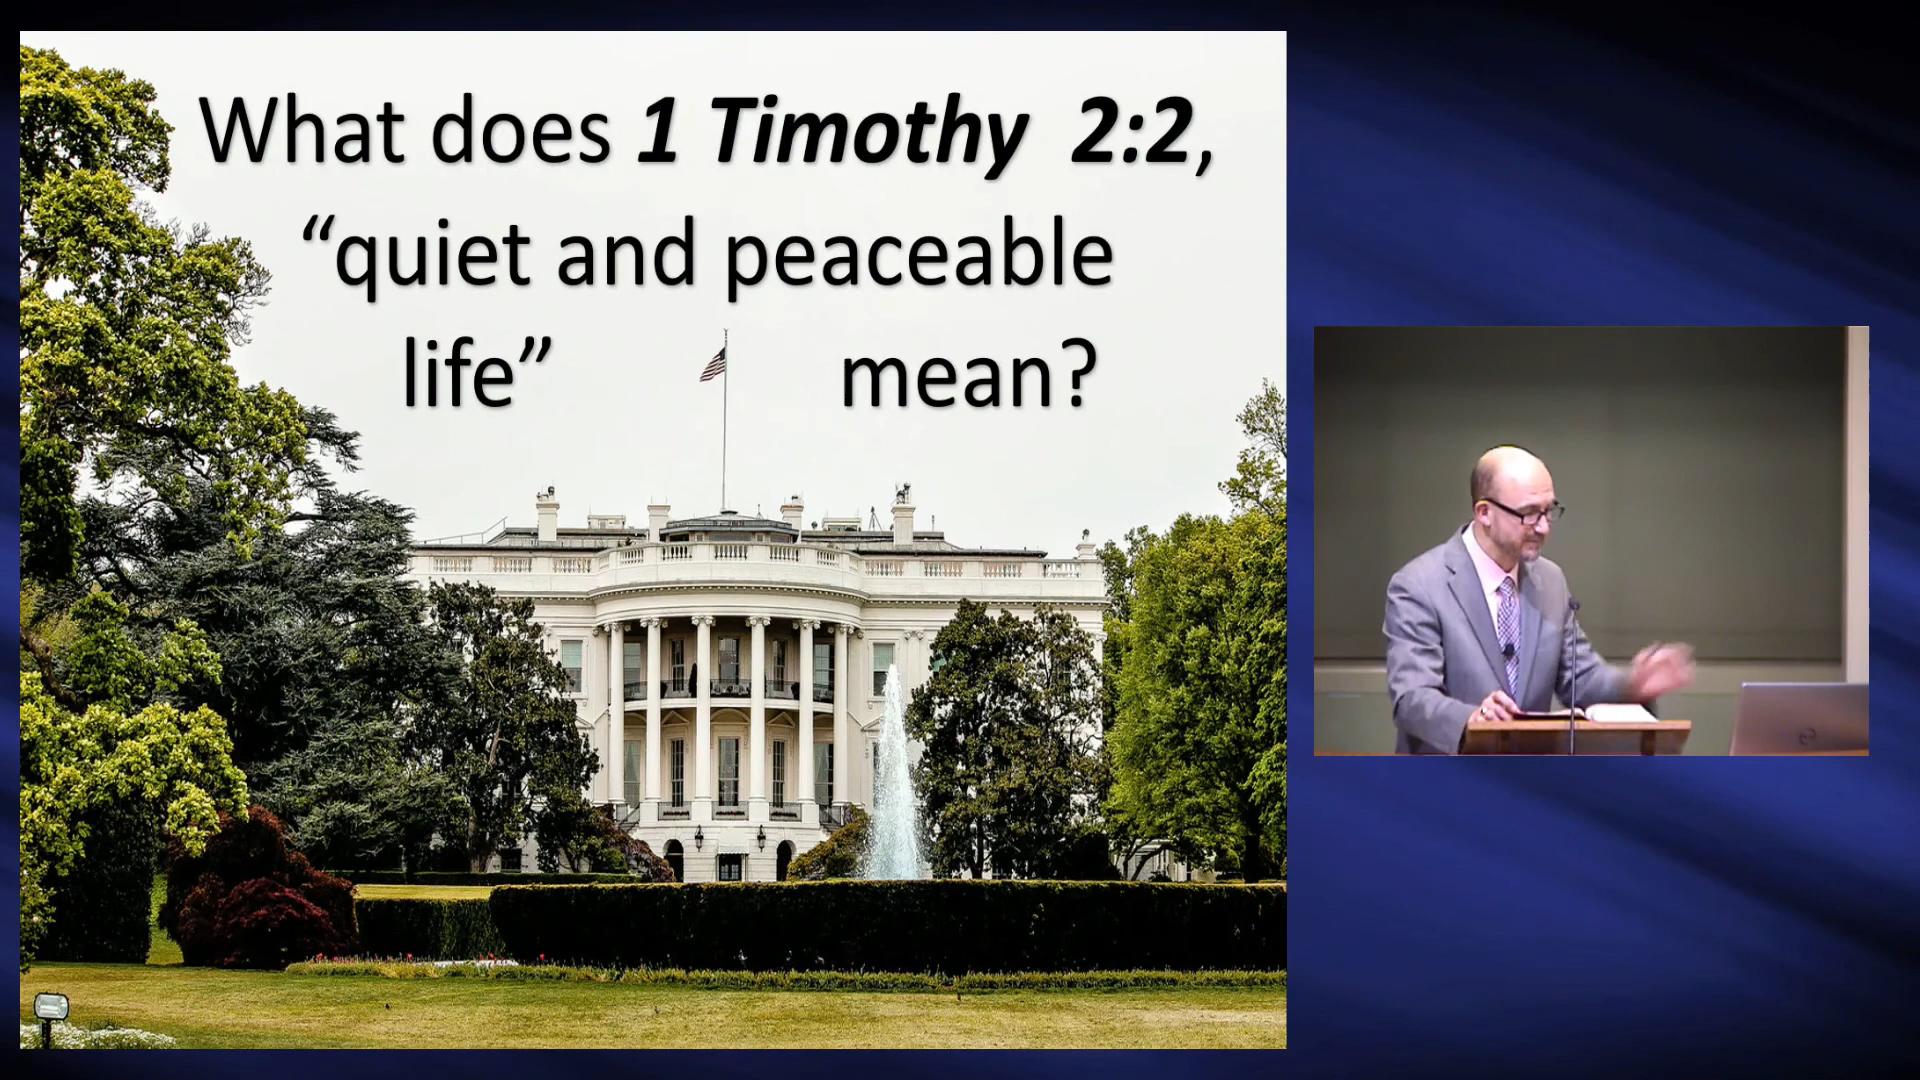 What does 1 Timothy 2:2,
“quiet and peaceable
life” mean?